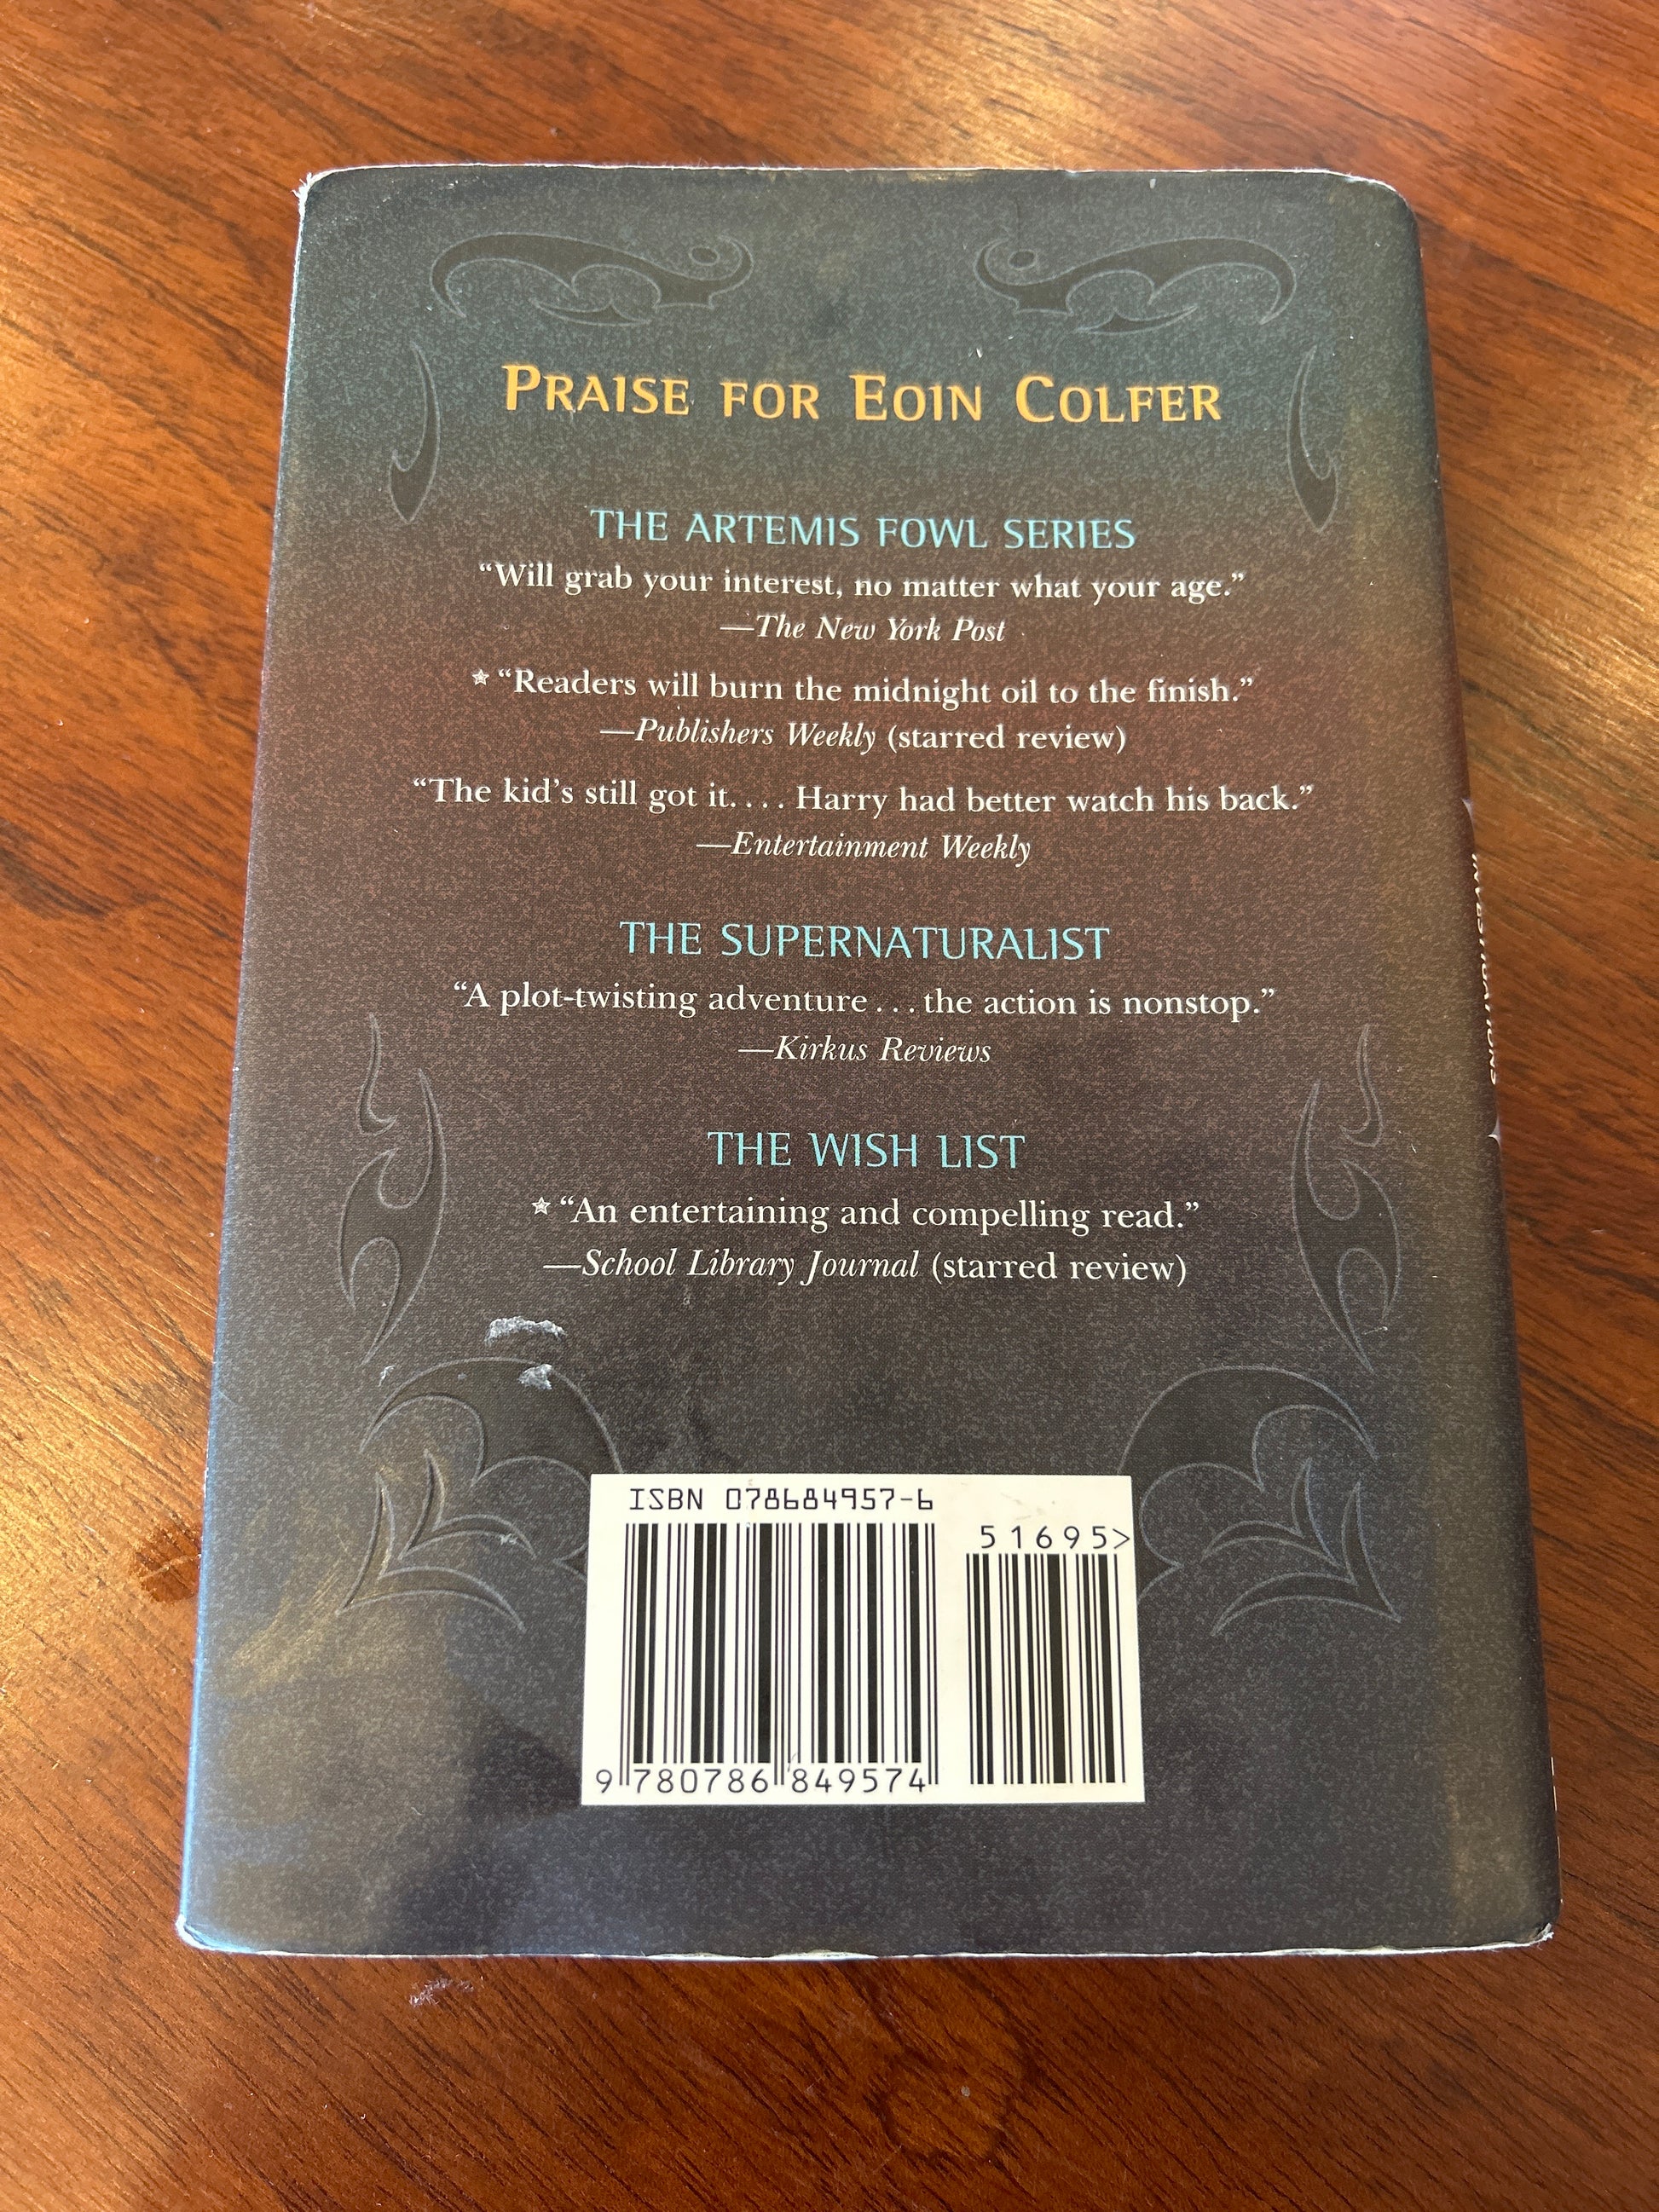 PRAISE FOR EOIN COLFER
THE ARTEMIS FOWL SERIES
“Will grab your interest, no matter what your age.”
—The New York Post
* “Readers will burn the midnight oil to the finish.”
—Publishers Weekly (starred review)
“The kid’s still got it. . . . Harry had better watch his back.”
—Entertainment Weekly
THE SUPERNATURALIST
“A plot-twisting adventure . . . the action is nonstop.”
—Kirkus Reviews
THE WISH LIST
* “An entertaining and compelling read.”
—School Library Journal (starred review)
ISBN 078684957-6
51695>
9 780786 849574
INVESTIGATIONS